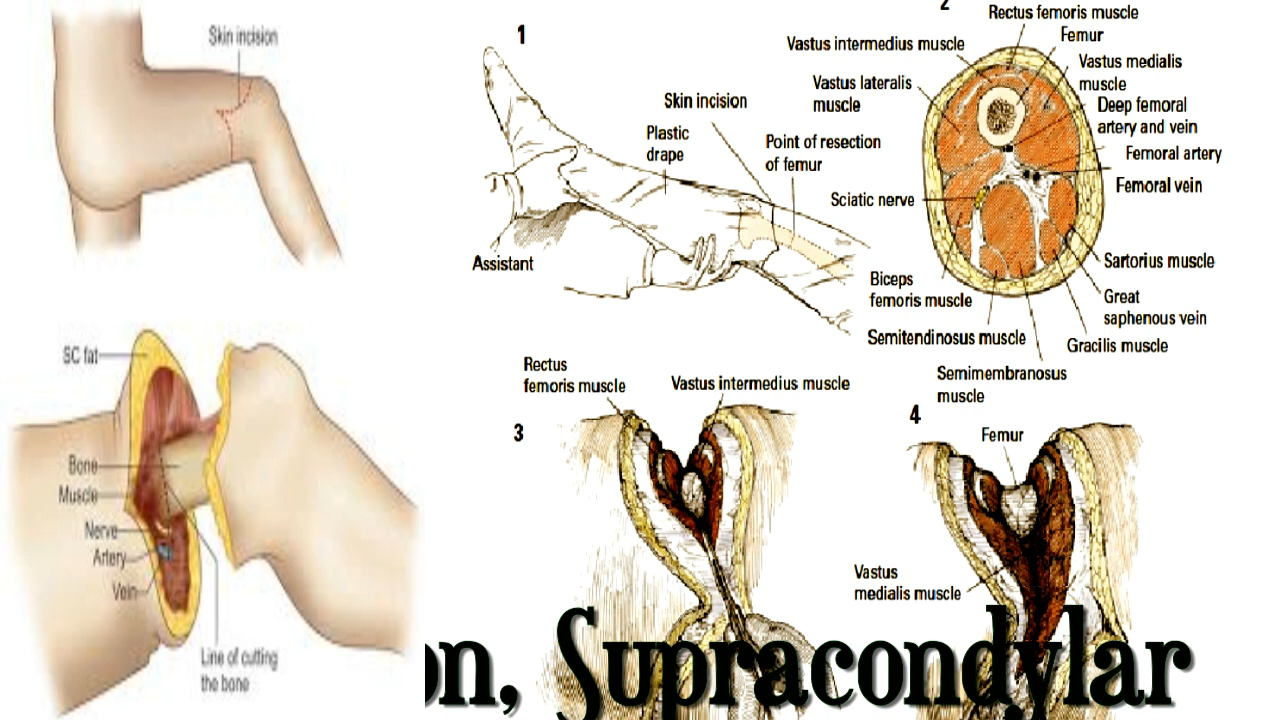 Skin incision
SC fat
Bone
Muscle
Nerve
Artery
Vein
Line of cutting
the bone
1
Skin incision
Plastic
drape
Point of resection
of femur
Assistant
2
Rectus femoris muscle
Femur
Vastus intermedius muscle
Vastus medialis
muscle
Vastus lateralis
muscle
Deep femoral
artery and vein
Femoral artery
Femoral vein
Sciatic nerve
Sartorius muscle
Biceps
femoris muscle
Great
saphenous vein
Semitendinosus muscle
Gracilis muscle
Semimembranosus
muscle
3
Rectus
femoris muscle
Vastus intermedius muscle
4
Femur
Vastus
medialis muscle
on, Supracondylar